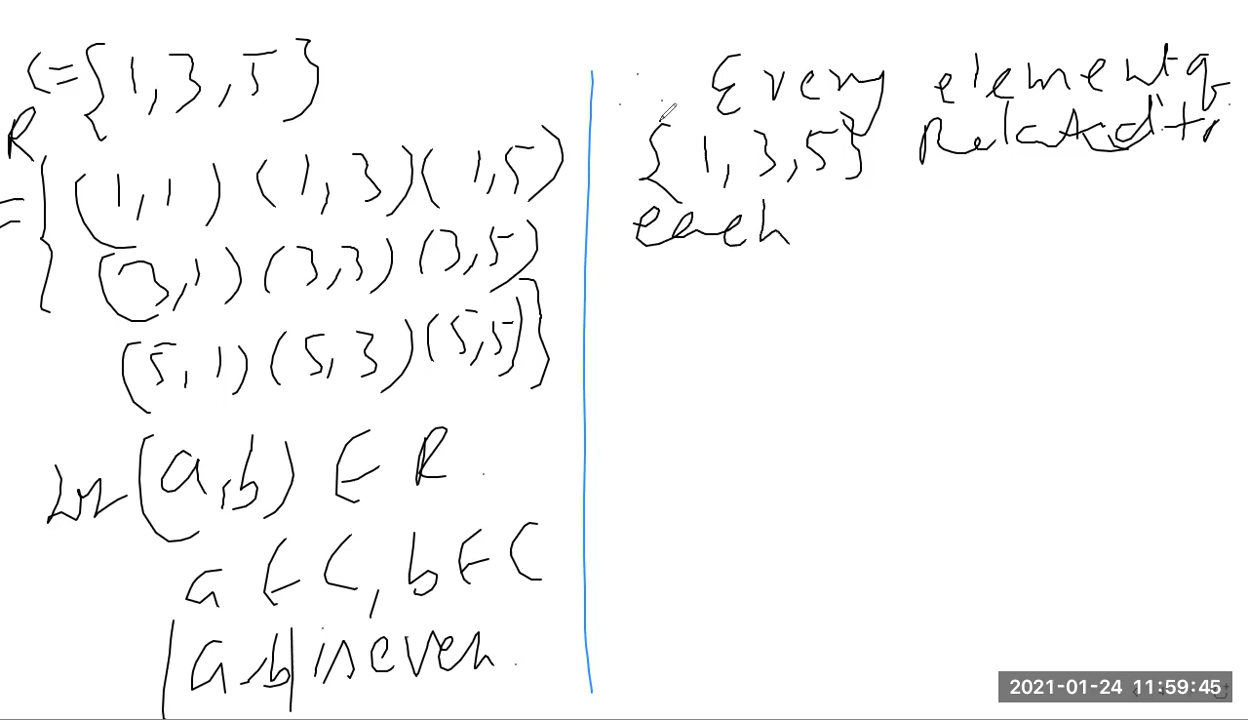 C={1,3,5}
R
={(1,1)(1,3)(1,5)
(3,1)(3,3)(3,5)
(5,1)(5,3)(5,5)}
Let (a,b) ∈ R
a ∈ C, b ∈ C
|a-b| is even
Every element of
{1,3,5} Related to
each
2021-01-24 11:59:45